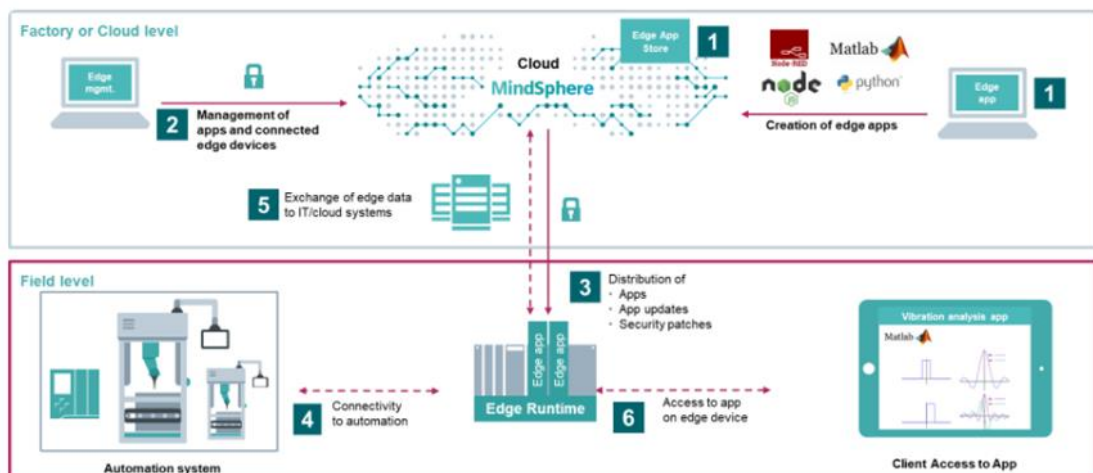 Factory or Cloud level
Edge
mgmt.
2
Management of
apps and connected
edge devices
Cloud
MindSphere
Edge App
Store
1
Node-RED
Matlab
node
JS
python
Creation of edge apps
Edge
app
1
5
Exchange of edge data
to IT/cloud systems
Field level
3
Distribution of
· Apps
· App updates
· Security patches
Automation system
4
Connectivity
to automation
Edge app
Edge app
Edge Runtime
6
Access to app
on edge device
Vibration analysis app
Matlab
Client Access to App